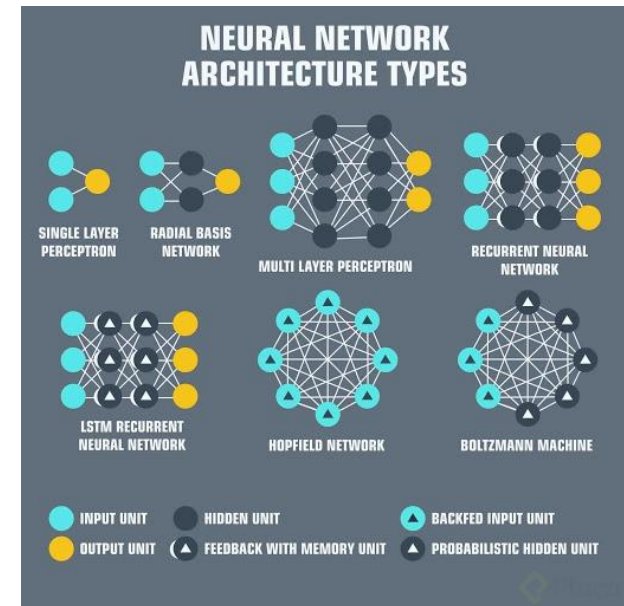 NEURAL NETWORK
ARCHITECTURE TYPES
SINGLE LAYER
PERCEPTRON
RADIAL BASIS
NETWORK
MULTI LAYER PERCEPTRON
RECURRENT NEURAL
NETWORK
LSTM RECURRENT
NEURAL NETWORK
HOPFIELD NETWORK
BOLTZMANN MACHINE
INPUT UNIT
HIDDEN UNIT
BACKFED INPUT UNIT
OUTPUT UNIT
FEEDBACK WITH MEMORY UNIT
PROBABILISTIC HIDDEN UNIT